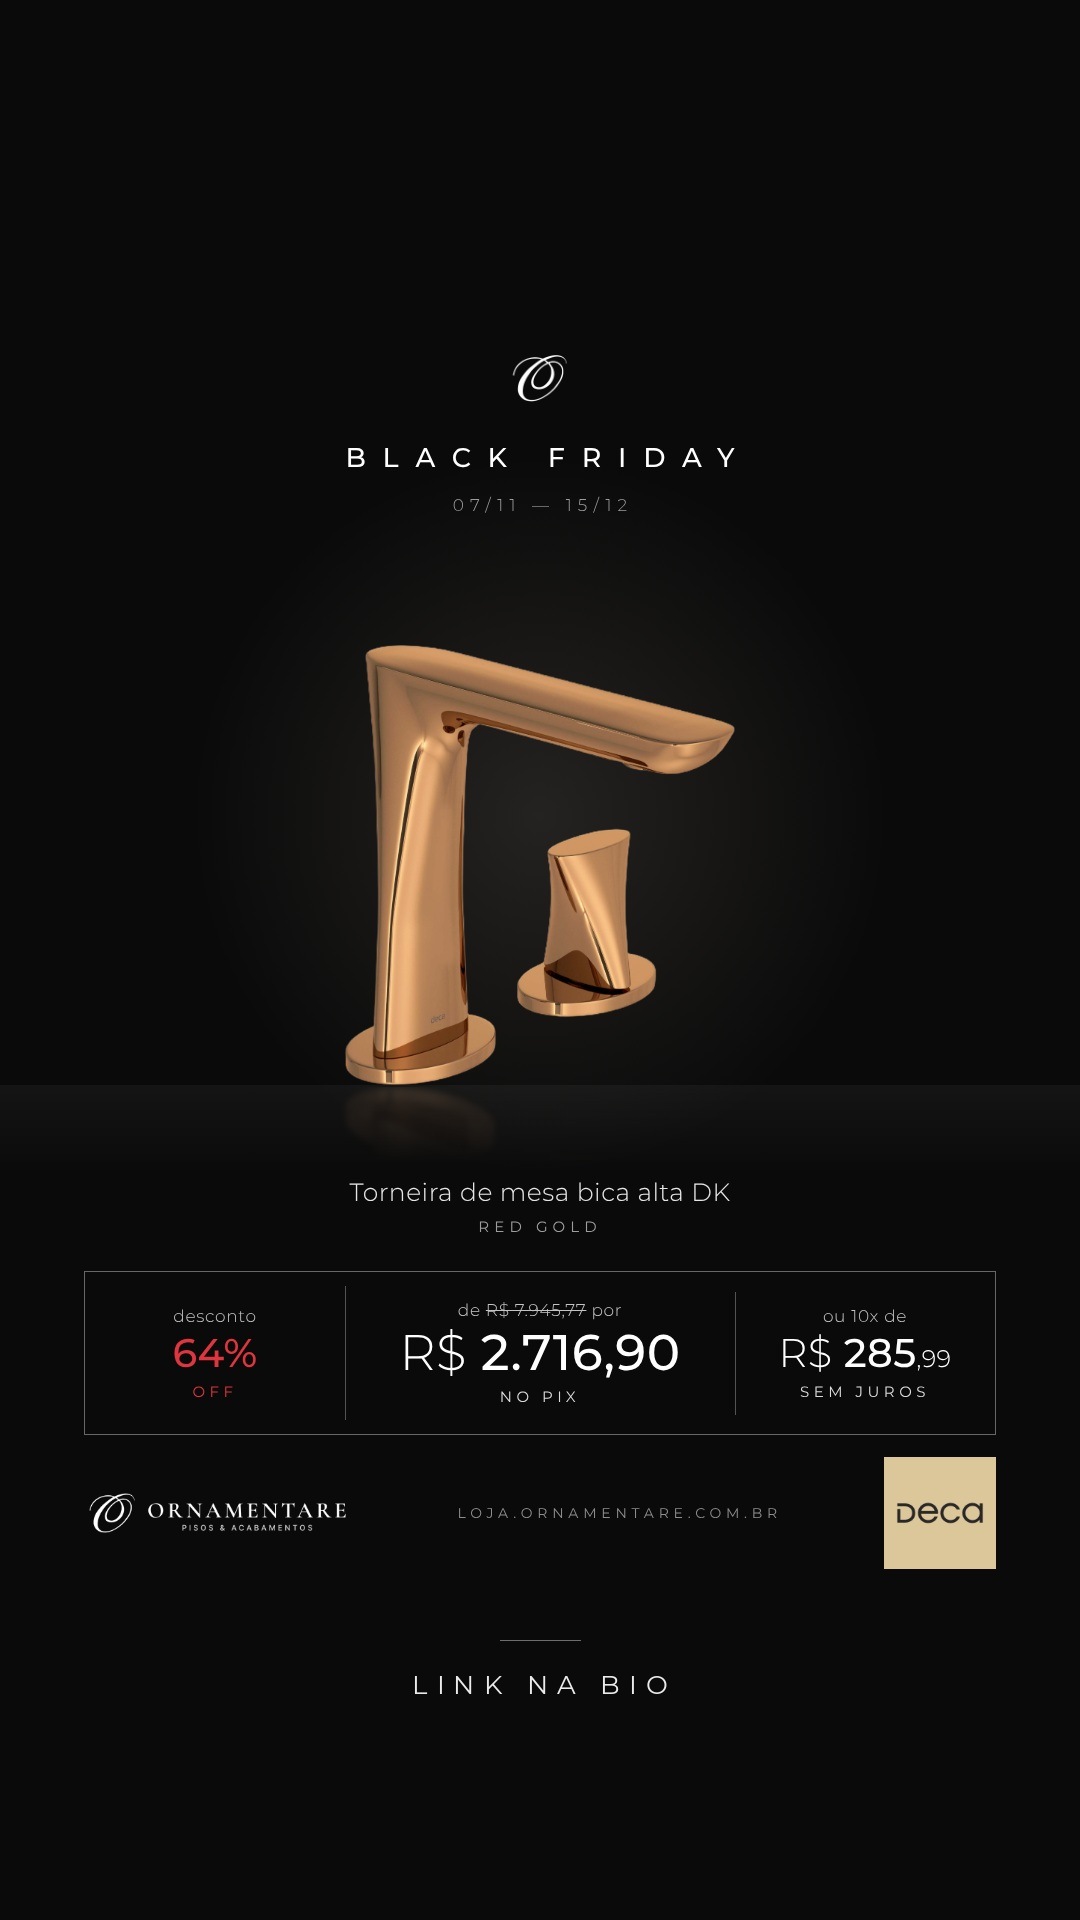 BLACK FRIDAY
07/11 — 15/12
deca
Torneira de mesa bica alta DK
RED GOLD
desconto
64%
OFF
de R$ 7.945,77 por
R$ 2.716,90
NO PIX
ou 10x de
R$ 285,99
SEM JUROS
ORNAMENTARE
PISOS & ACABAMENTOS
LOJA.ORNAMENTARE.COM.BR
Deca
LINK NA BIO